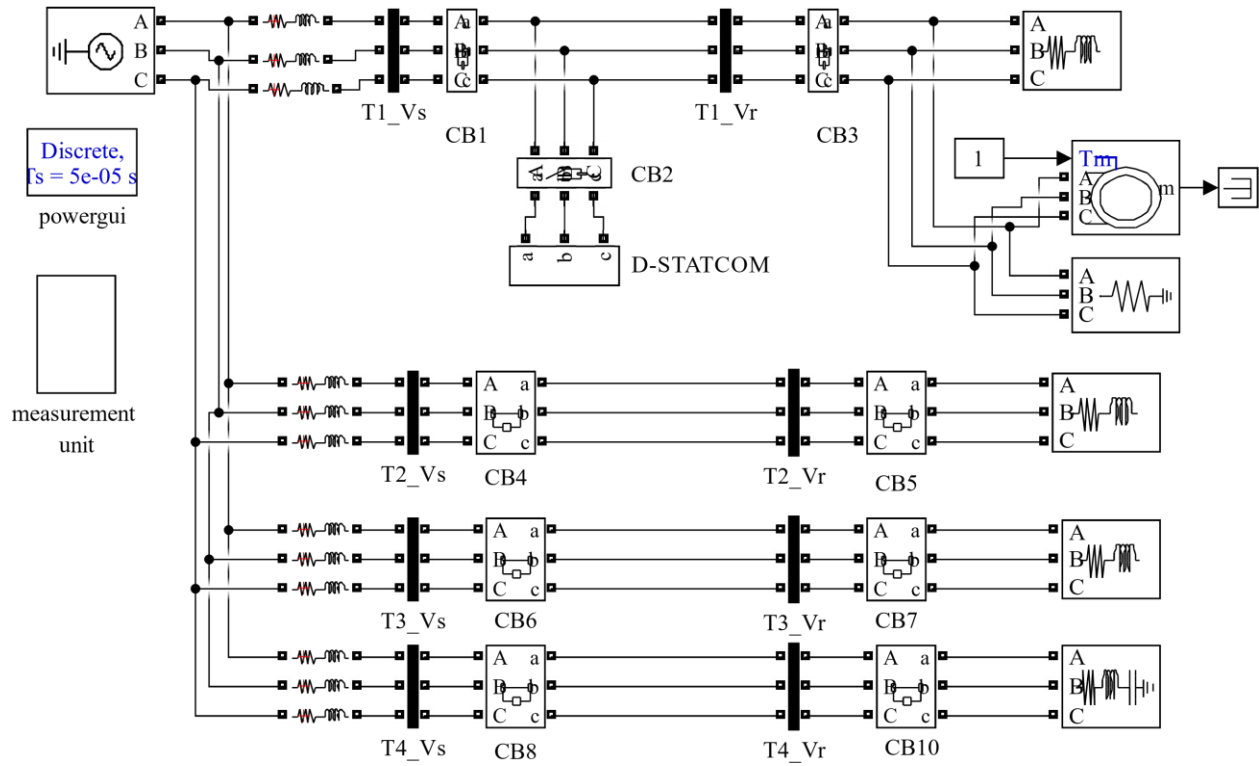 A
B
C
T1_Vs
A a
B b
C c
CB1
T1_Vr
A a
B b
C c
CB3
A
B
C
Discrete,
Ts = 5e-05 s
powergui
A
a
B
b
C
c
CB2
a
b
c
D-STATCOM
1
Tm
A
B
C
m
A
B
C
measurement
unit
T2_Vs
A a
B b
C c
CB4
T2_Vr
A a
B b
C c
CB5
A
B
C
T3_Vs
A a
B b
C c
CB6
T3_Vr
A a
B b
C c
CB7
A
B
C
T4_Vs
A a
B b
C c
CB8
T4_Vr
A a
B b
C c
CB10
A
B
C